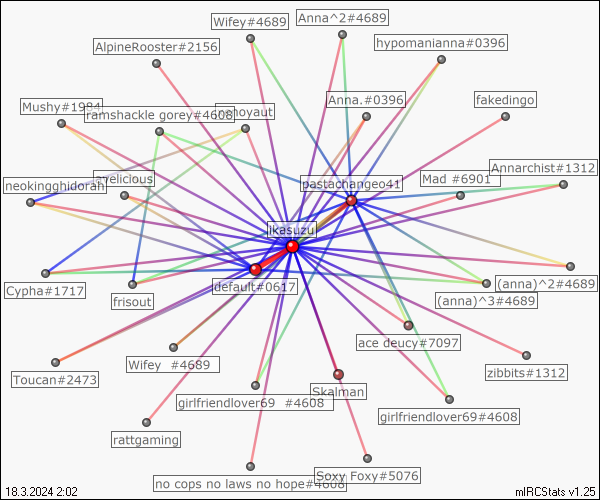 Wifey#4689
Anna^2#4689
AlpineRooster#2156
hypomanianna#0396
Mushy#1984
ramshackle gorey#4608
Anna.#0396
fakedingo
neokingghidorah
pastachangeo41
Mad #6901
Annarchist#1312
ikasuzu
Cypha#1717
frisout
default#0617
(anna)^2#4689
(anna)^3#4689
ace deucy#7097
Toucan#2473
Wifey #4689
zibbits#1312
Skalman
girlfriendlover69 #4608
girlfriendlover69#4608
rattgaming
no cops no laws no hope#4608
Soxy Foxy#5076
18.3.2024 2:02
mIRCStats v1.25